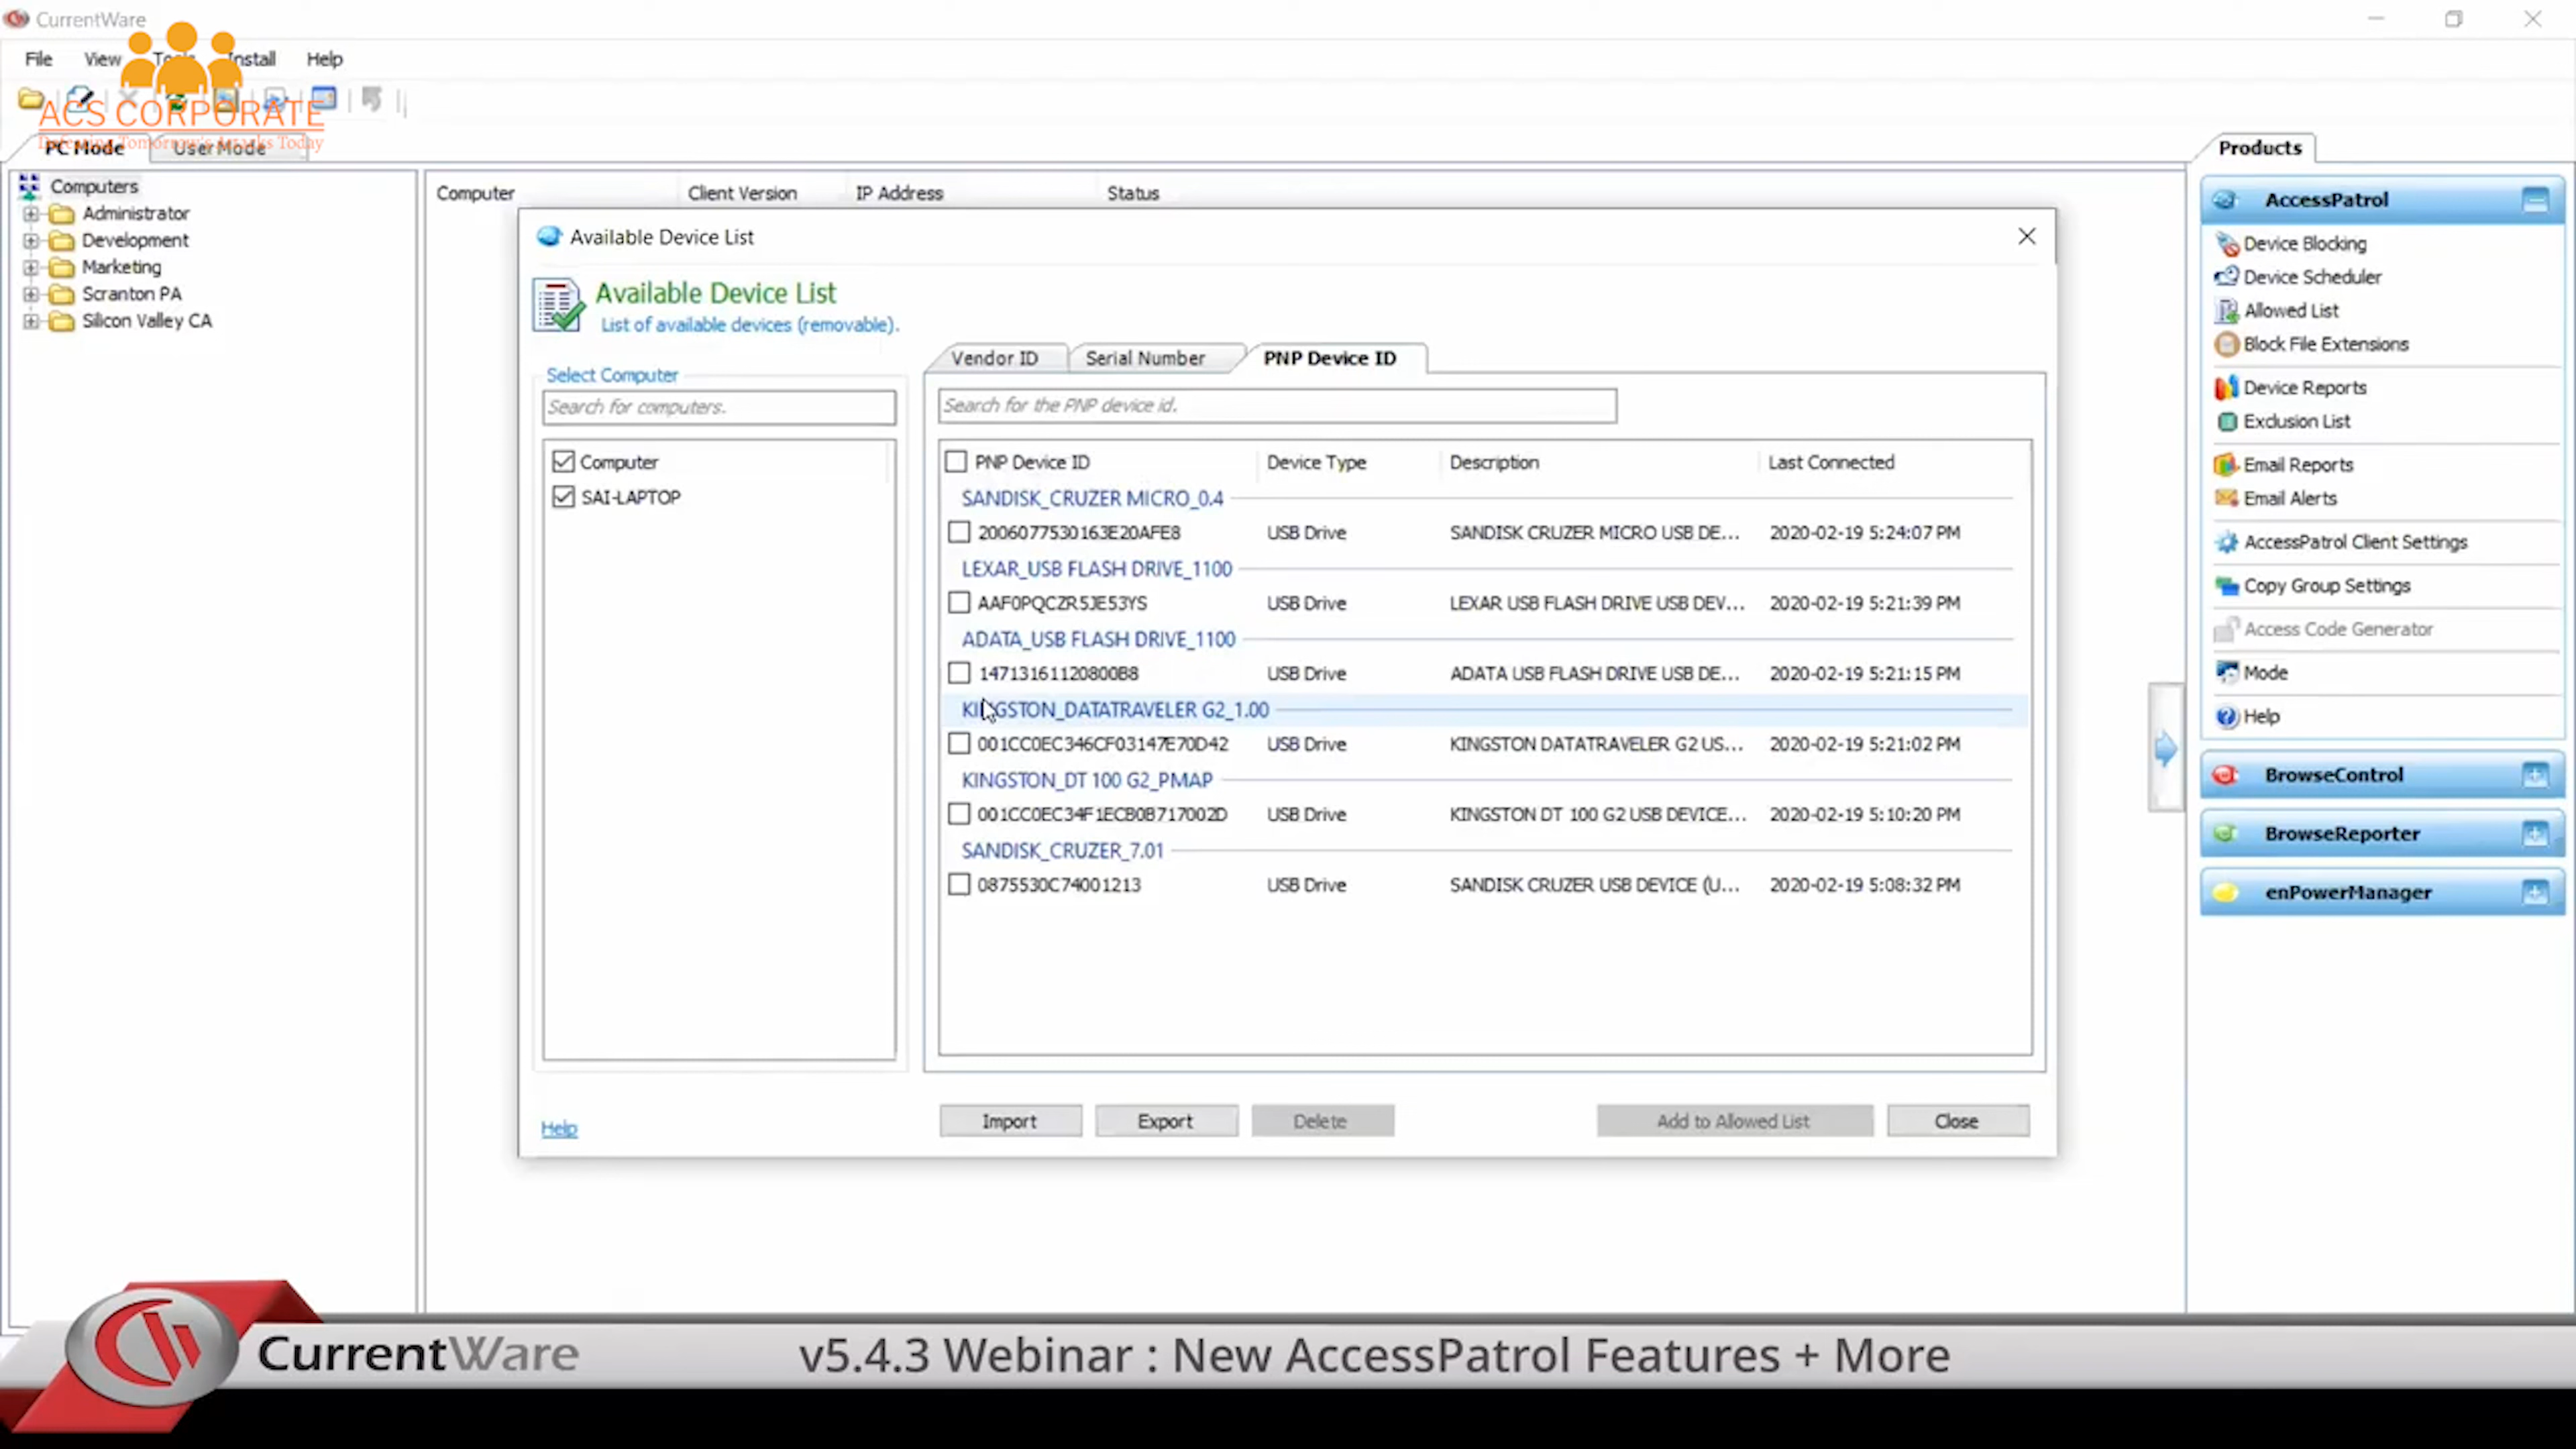 CurrentWare
File View Tools Install Help
ACS CORPORATE
Defeating Tomorrow's Attacks Today
PC Mode User Mode
Computers
Administrator
Development
Marketing
Scranton PA
Silicon Valley CA
Computer Client Version IP Address Status
Available Device List
Available Device List
List of available devices (removable).
Select Computer
Search for computers.
Computer
SAI-LAPTOP
Vendor ID Serial Number PNP Device ID
Search for the PNP device id.
PNP Device ID Device Type Description Last Connected
SANDISK_CRUZER MICRO_0.4
2006077530163E20AFE8 USB Drive SANDISK CRUZER MICRO USB DE... 2020-02-19 5:24:07 PM
LEXAR_USB FLASH DRIVE_1100
AAF0PQCZR5JE53YS USB Drive LEXAR USB FLASH DRIVE USB DEV... 2020-02-19 5:21:39 PM
ADATA_USB FLASH DRIVE_1100
14713161120800B8 USB Drive ADATA USB FLASH DRIVE USB DE... 2020-02-19 5:21:15 PM
KINGSTON_DATATRAVELER G2_1.00
001CC0EC346CF03147E70D42 USB Drive KINGSTON DATATRAVELER G2 US... 2020-02-19 5:21:02 PM
KINGSTON_DT 100 G2_PMAP
001CC0EC34F1ECB0B717002D USB Drive KINGSTON DT 100 G2 USB DEVICE... 2020-02-19 5:10:20 PM
SANDISK_CRUZER_7.01
0875530C74001213 USB Drive SANDISK CRUZER USB DEVICE (U... 2020-02-19 5:08:32 PM
Help
Import Export Delete Add to Allowed List Close
Products
AccessPatrol
Device Blocking
Device Scheduler
Allowed List
Block File Extensions
Device Reports
Exclusion List
Email Reports
Email Alerts
AccessPatrol Client Settings
Copy Group Settings
Access Code Generator
Mode
Help
BrowseControl
BrowseReporter
enPowerManager
CurrentWare
v5.4.3 Webinar : New AccessPatrol Features + More